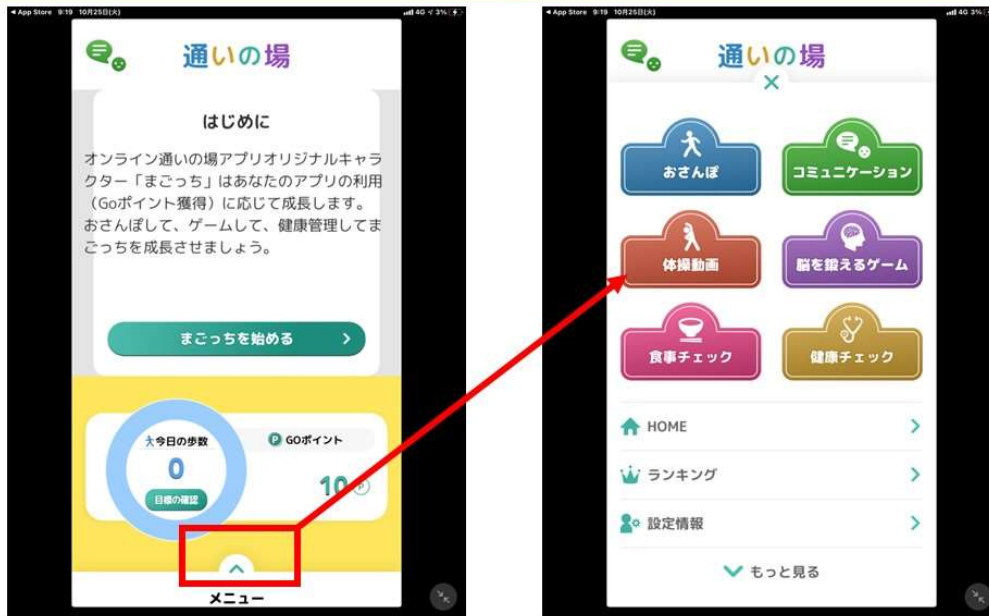 App Store 9:19 10月25日(火)
4G 3%
通いの場
はじめに
オンライン通いの場アプリオリジナルキャラ
クター「まごっち」はあなたのアプリの利用
（Goポイント獲得）に応じて成長します。
おさんぽして、ゲームして、健康管理してま
ごっちを成長させましょう。
まごっちを始める
今日の歩数
0
目標の確認
P GOポイント
10 P
メニュー
App Store 9:19 10月25日(火)
4G 3%
通いの場
おさんぽ
コミュニケーション
体操動画
脳を鍛えるゲーム
食事チェック
健康チェック
HOME
ランキング
設定情報
もっと見る